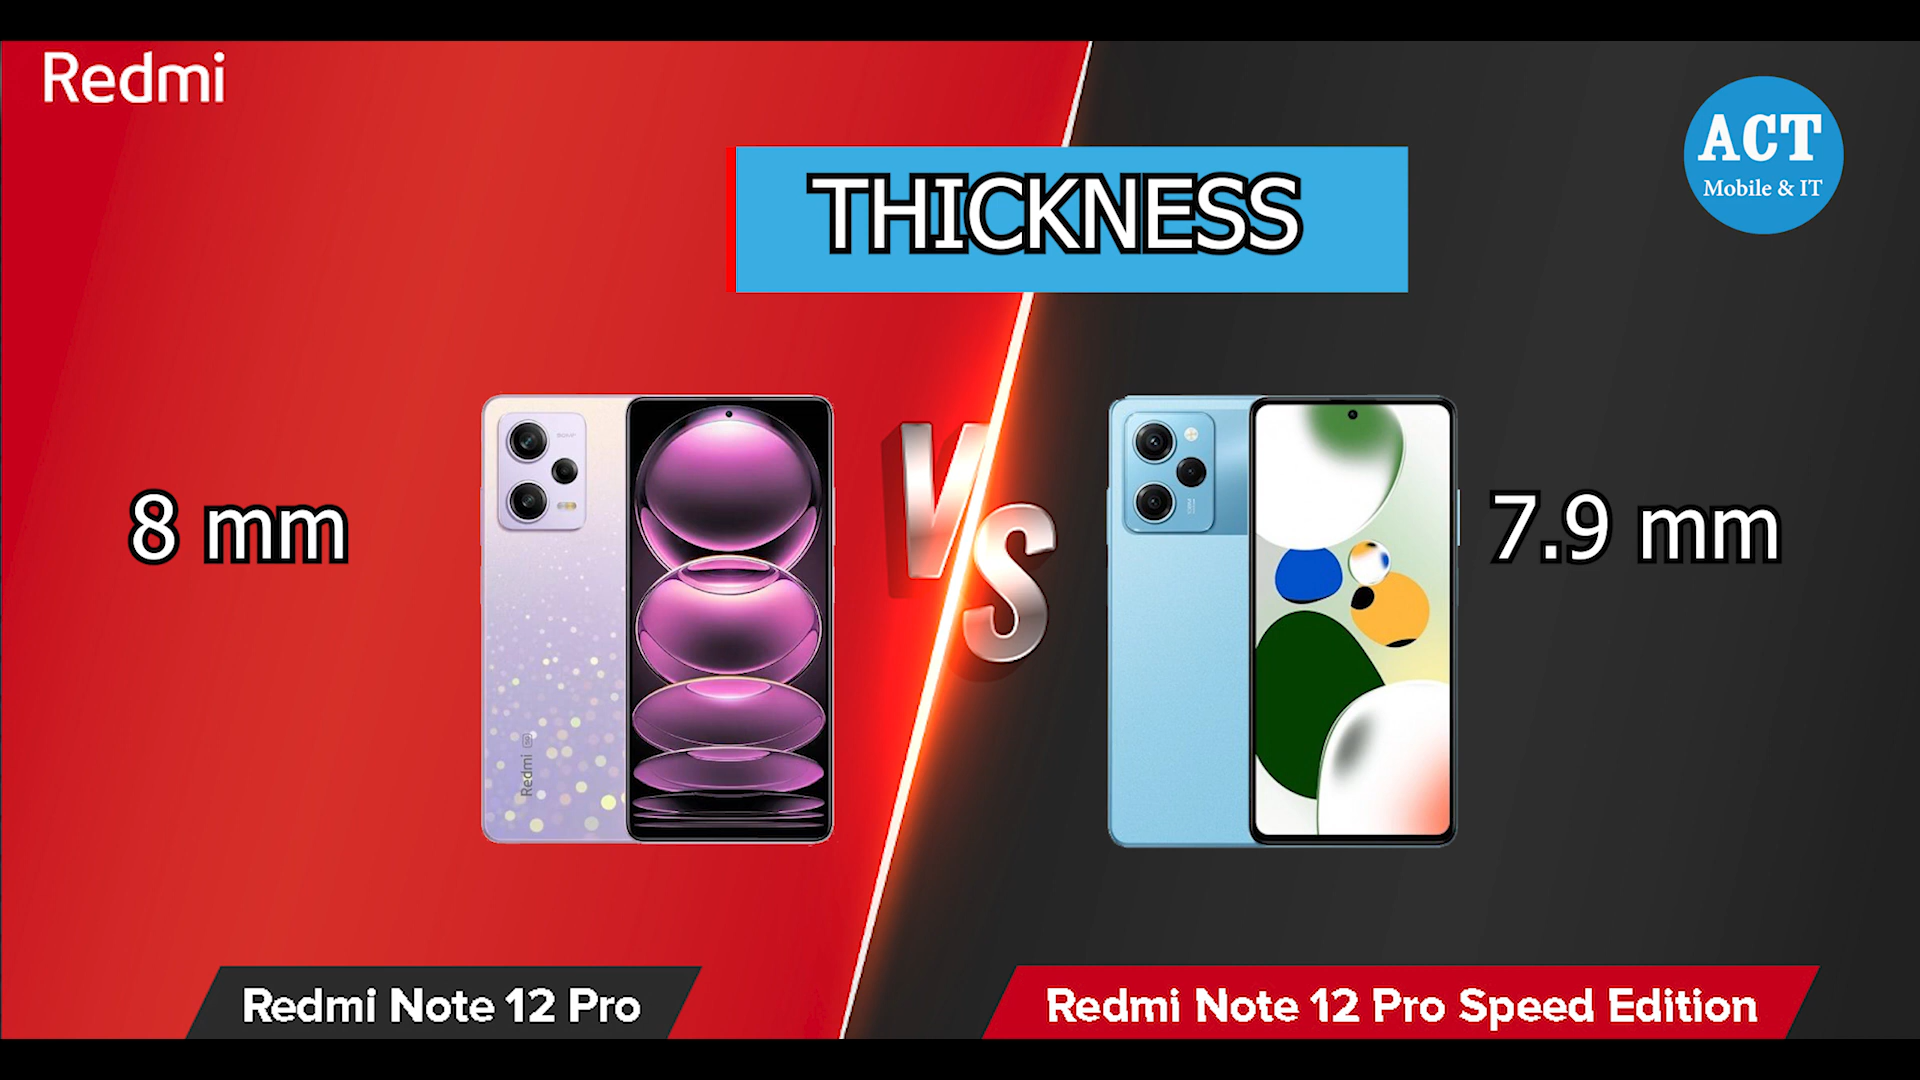 Redmi
ACT
Mobile & IT
THICKNESS
8 mm
VS
7.9 mm
Redmi
Redmi Note 12 Pro
Redmi Note 12 Pro Speed Edition